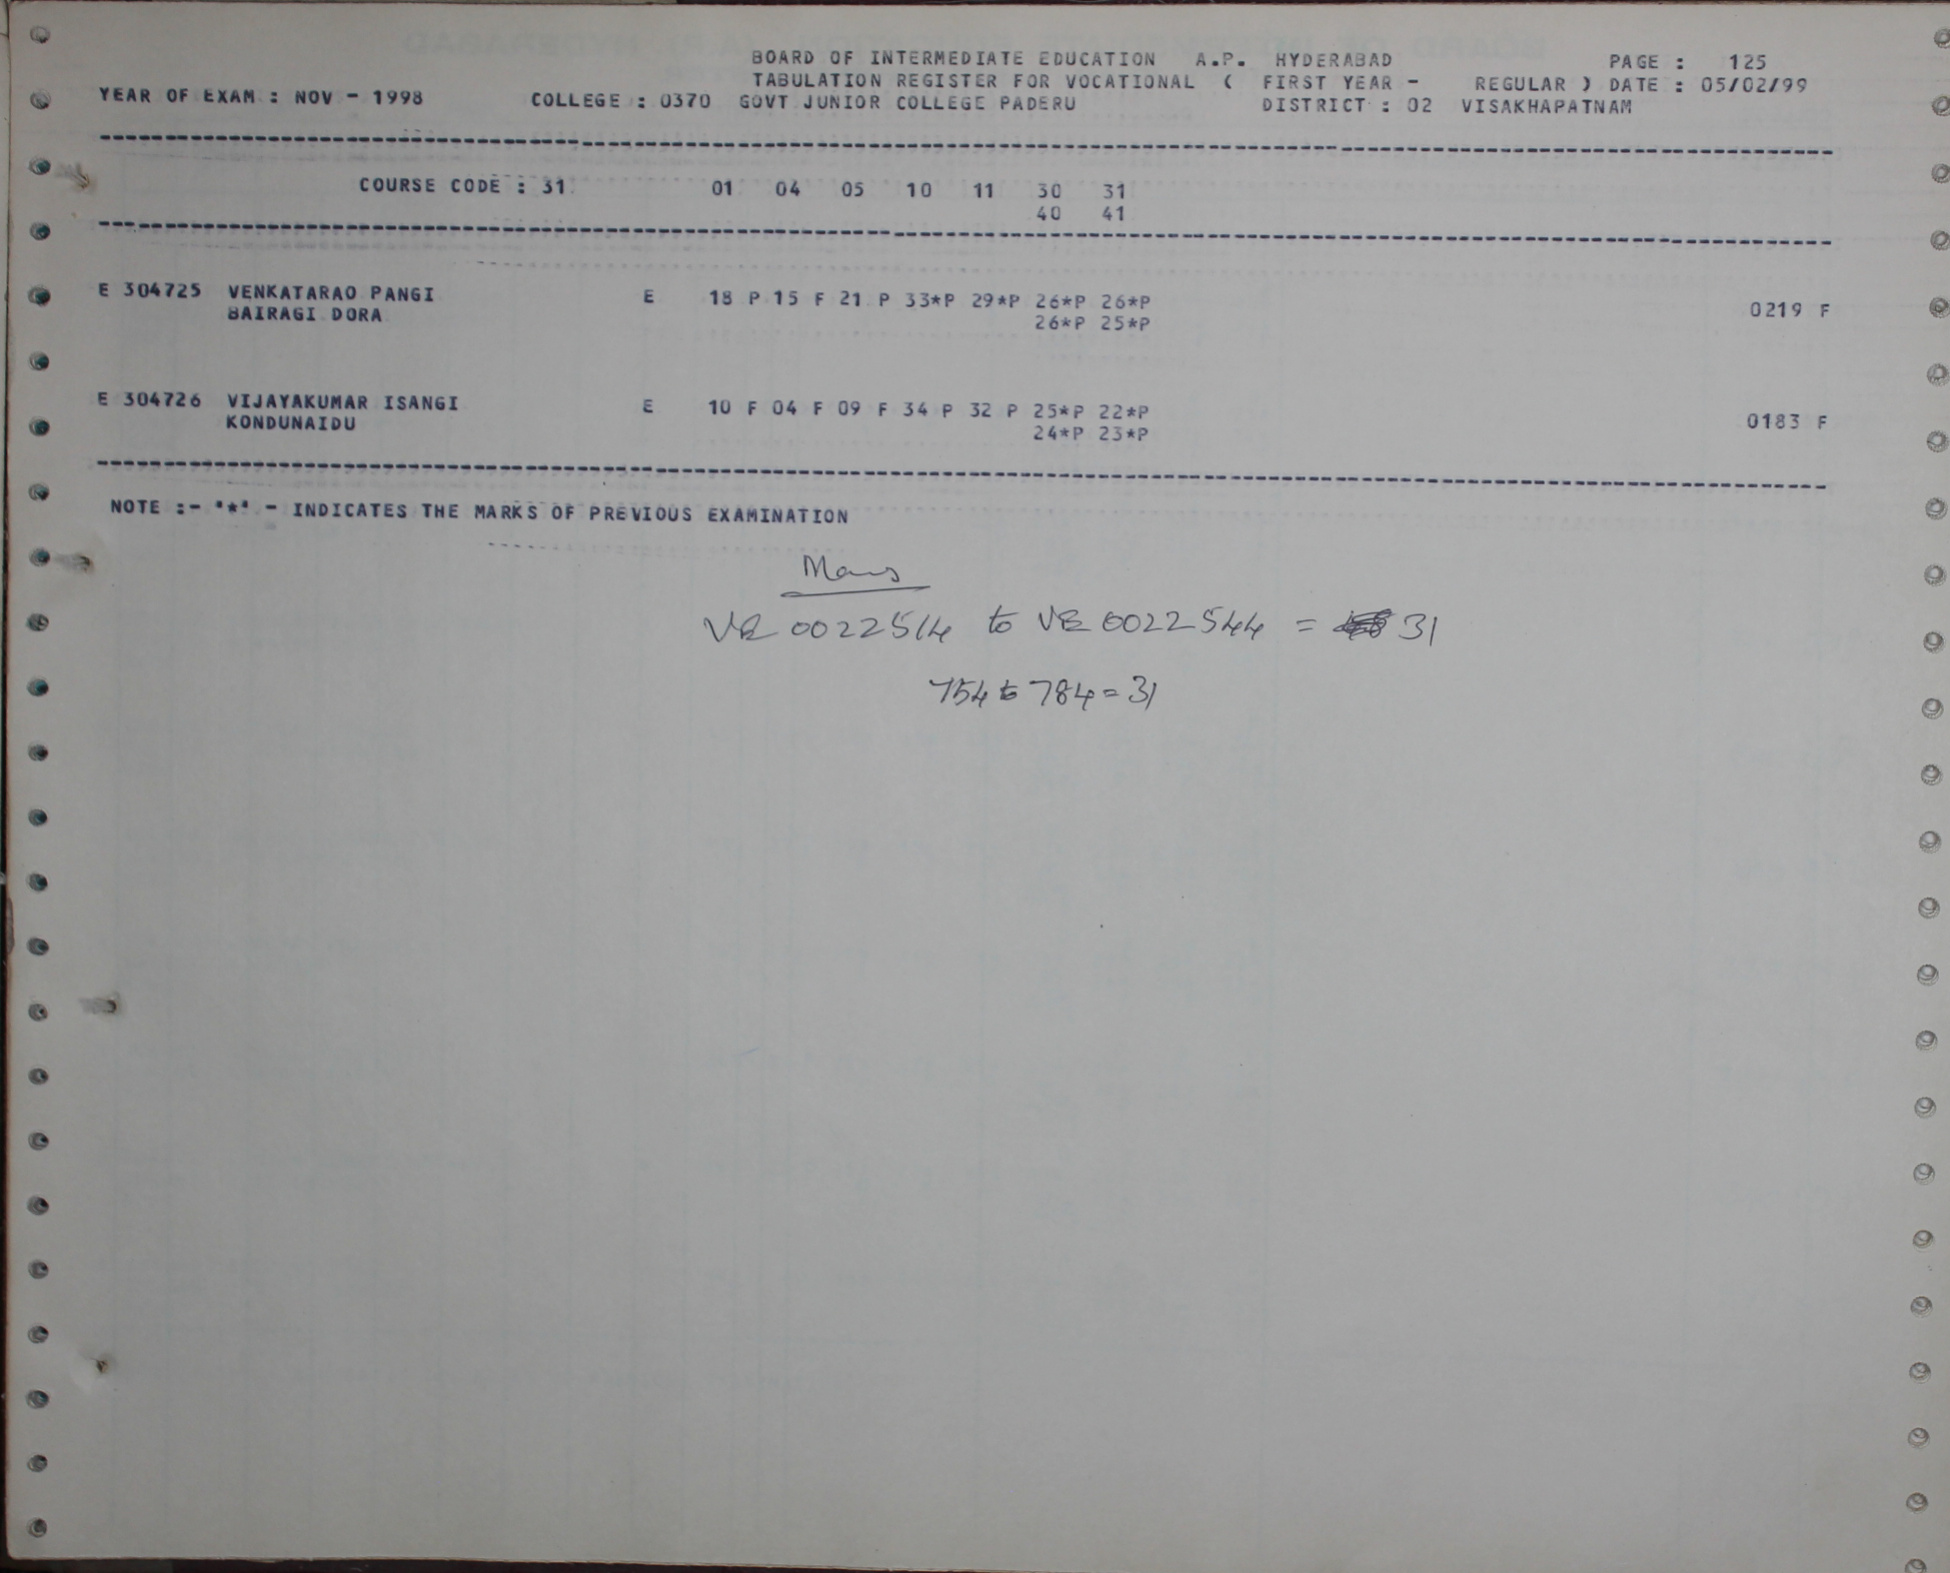 BOARD OF INTERMEDIATE EDUCATION A.P. HYDERABAD PAGE : 125
TABULATION REGISTER FOR VOCATIONAL ( FIRST YEAR - REGULAR ) DATE : 05/02/99
YEAR OF EXAM : NOV - 1998 COLLEGE : 0370 GOVT JUNIOR COLLEGE PADERU DISTRICT : 02 VISAKHAPATNAM
COURSE CODE : 31 01 04 05 10 11 30 31
40 41
E 304725 VENKATARAO PANGI E 18 P 15 F 21 P 33*P 29*P 26*P 26*P 0219 F
BAIRAGI DORA 26*P 25*P
E 304726 VIJAYAKUMAR ISANGI E 10 F 04 F 09 F 34 P 32 P 25*P 22*P 0183 F
KONDUNAIDU 24*P 23*P
NOTE :- '*' - INDICATES THE MARKS OF PREVIOUS EXAMINATION
VE 0022514 to VE 0022544 = 31
754 to 784 = 31